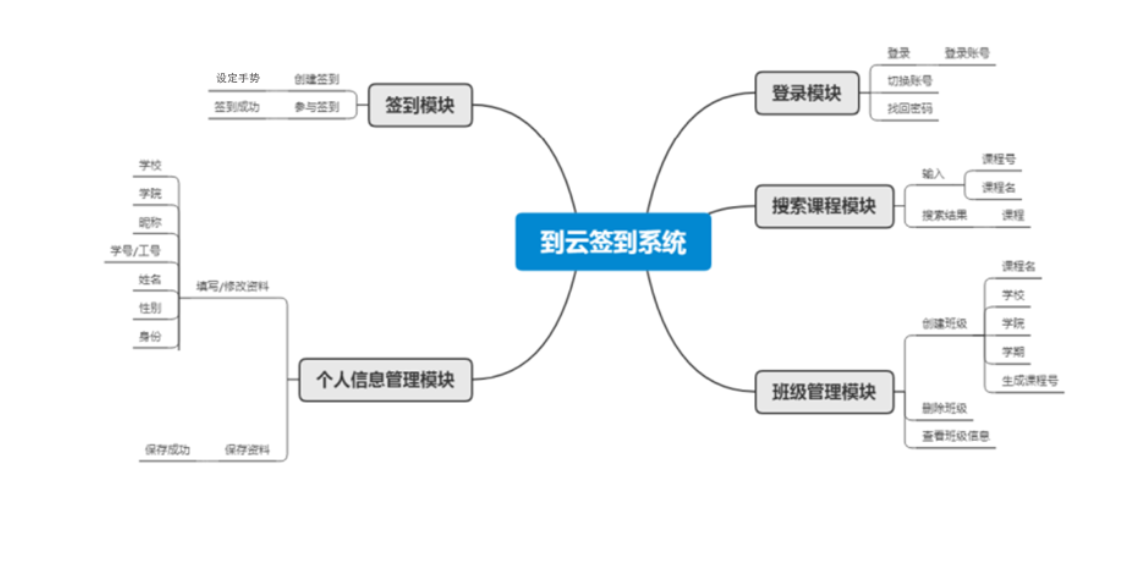 到云签到系统
签到模块
创建签到
设定手势
参与签到
签到成功
个人信息管理模块
填写/修改资料
学校
学院
昵称
学号/工号
姓名
性别
身份
保存资料
保存成功
登录模块
登录
登录账号
切换账号
找回密码
搜索课程模块
输入
课程号
课程名
搜索结果
课程
班级管理模块
创建班级
课程名
学校
学院
学期
生成课程号
删除班级
查看班级信息